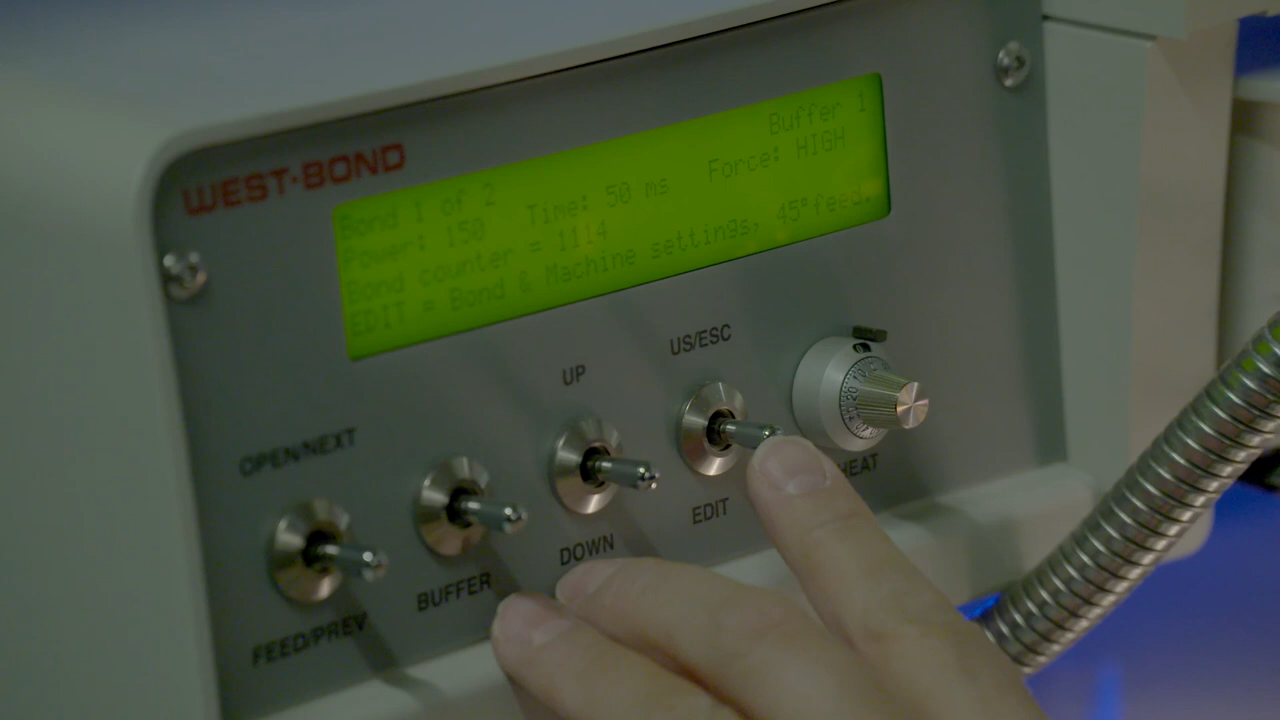 WEST·BOND
Buffer 1
Bond 1 of 2
Power: 150 Time: 50 ms Force: HIGH
Bond counter = 1114
EDIT = Bond & Machine settings, 45° feed.
US/ESC
UP
OPEN/NEXT
HEAT
EDIT
DOWN
BUFFER
FEED/PREV